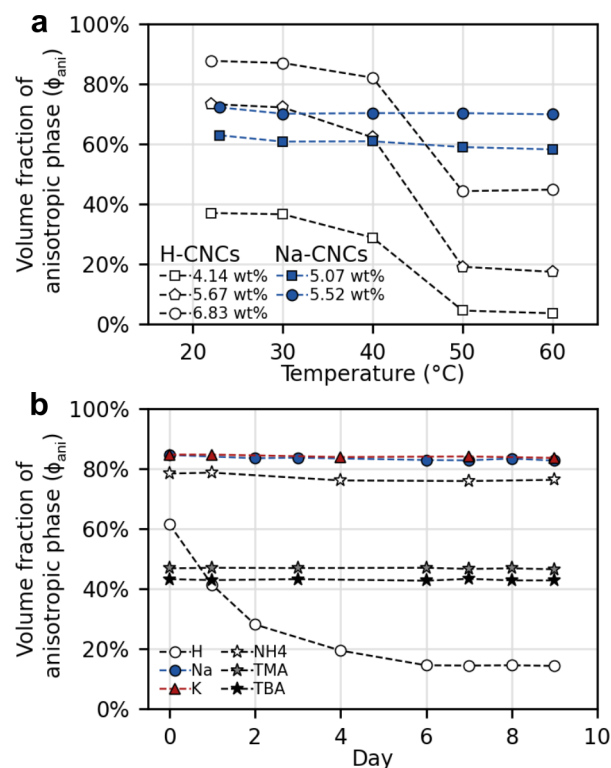 a
100%
80%
60%
40%
20%
0%
Volume fraction of
anisotropic phase (ϕani)
H-CNCs Na-CNCs
4.14 wt% 5.07 wt%
5.67 wt% 5.52 wt%
6.83 wt%
20 30 40 50 60
Temperature (°C)
b
100%
80%
60%
40%
20%
0%
Volume fraction of
anisotropic phase (ϕani)
H NH4
Na TMA
K TBA
0 2 4 6 8 10
Day